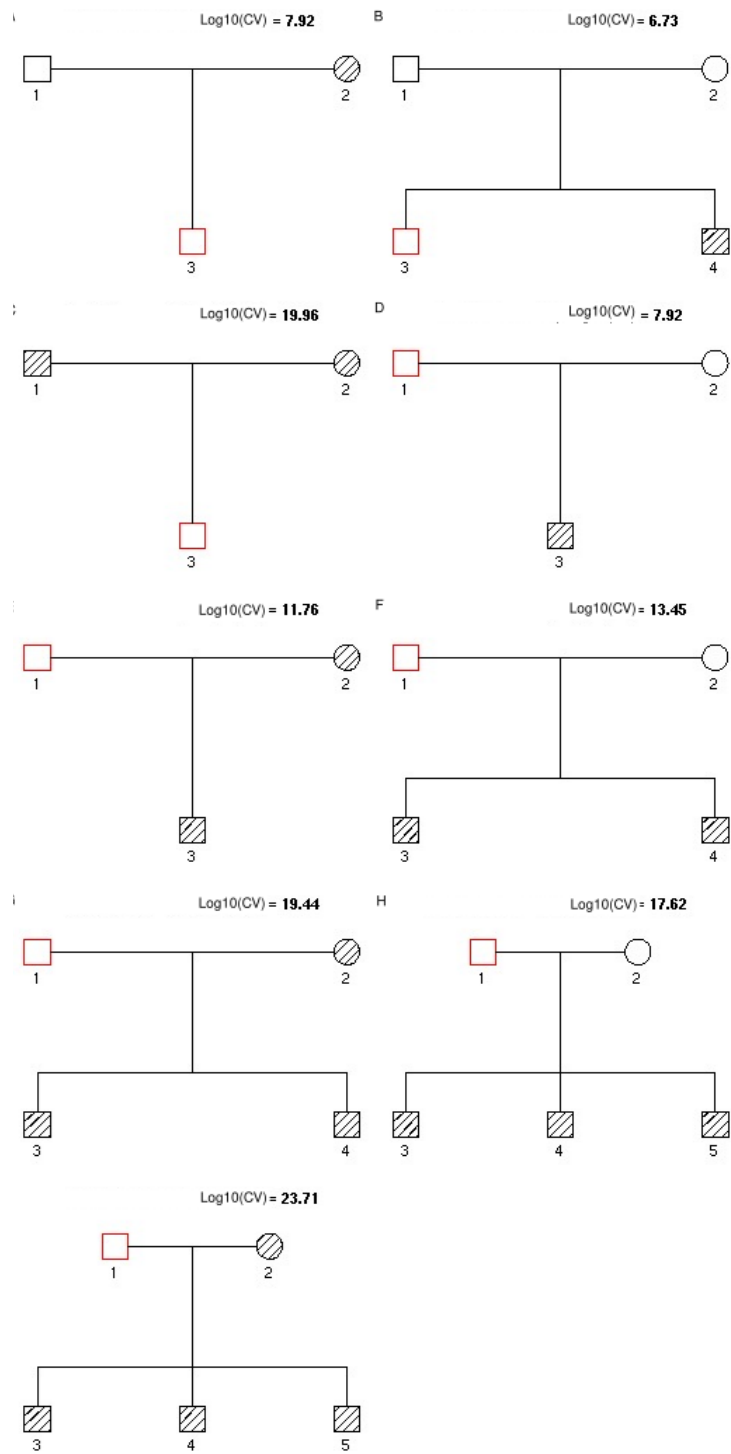 Log10(CV) = 7.92 B Log10(CV) = 6.73
1 2 1 2
3 3 4
Log10(CV) = 19.96 D Log10(CV) = 7.92
1 2 1 2
3 3
Log10(CV) = 11.76 F Log10(CV) = 13.45
1 2 1 2
3 3 4
Log10(CV) = 19.44 H Log10(CV) = 17.62
1 2 1 2
3 4 3 4 5
Log10(CV) = 23.71
1 2
3 4 5